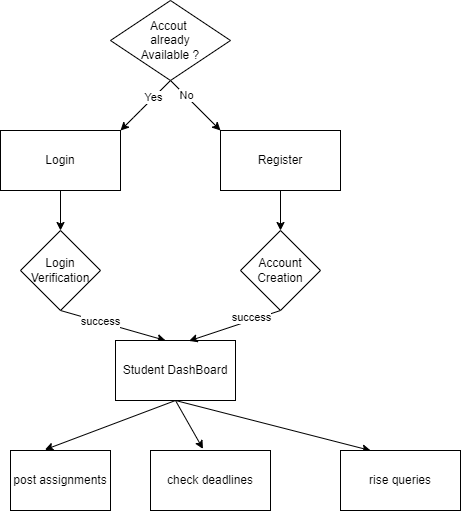 Accout
already
Available ?
Yes
No
Login
Register
Login
Verification
Account
Creation
success
success
Student DashBoard
post assignments
check deadlines
rise queries